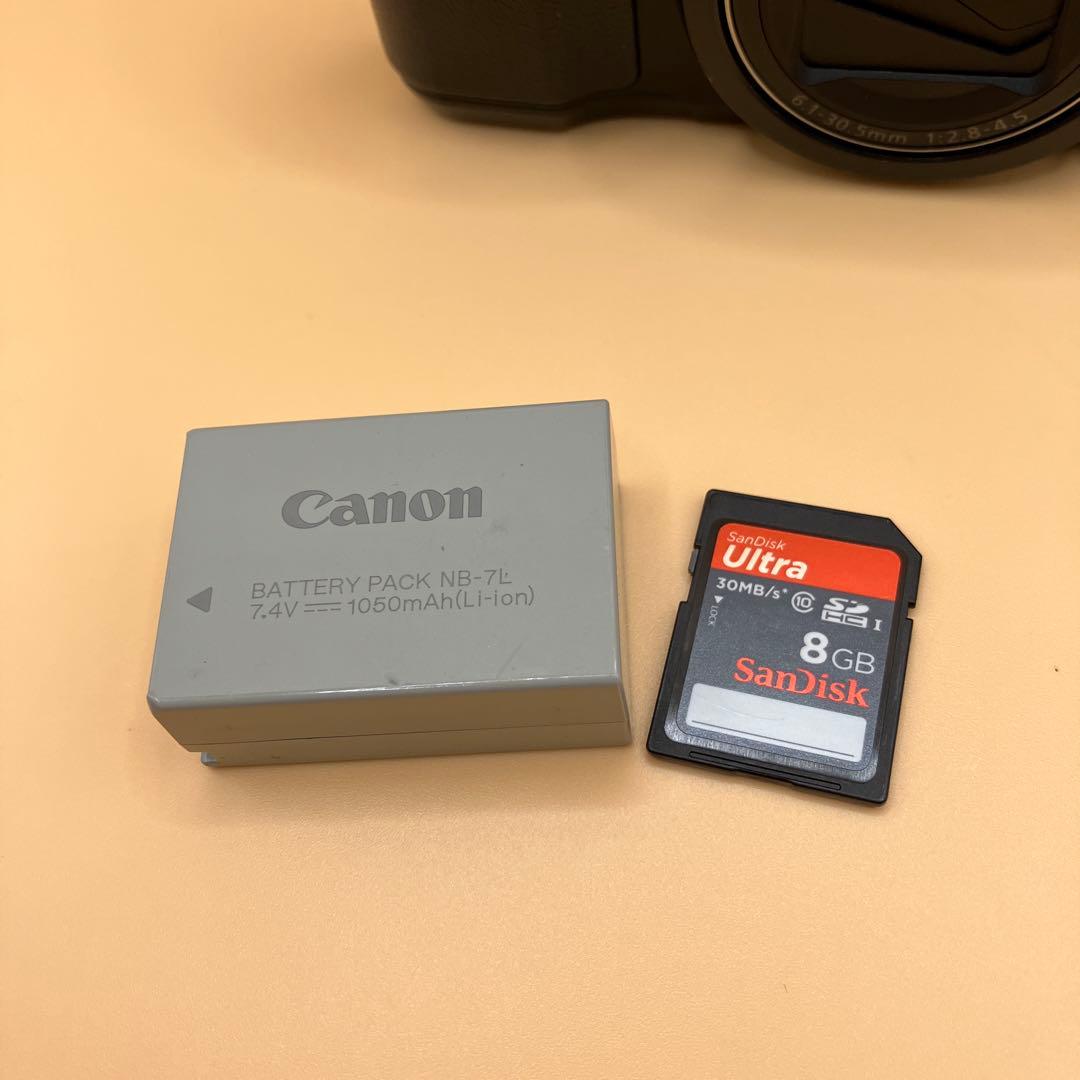 6.1-30.5mm 1:2.8-4.5
Canon
BATTERY PACK NB-7L
7.4V 1050mAh(Li-ion)
SanDisk
Ultra
30MB/s* 10 SD HC I
LOCK
8GB
SanDisk